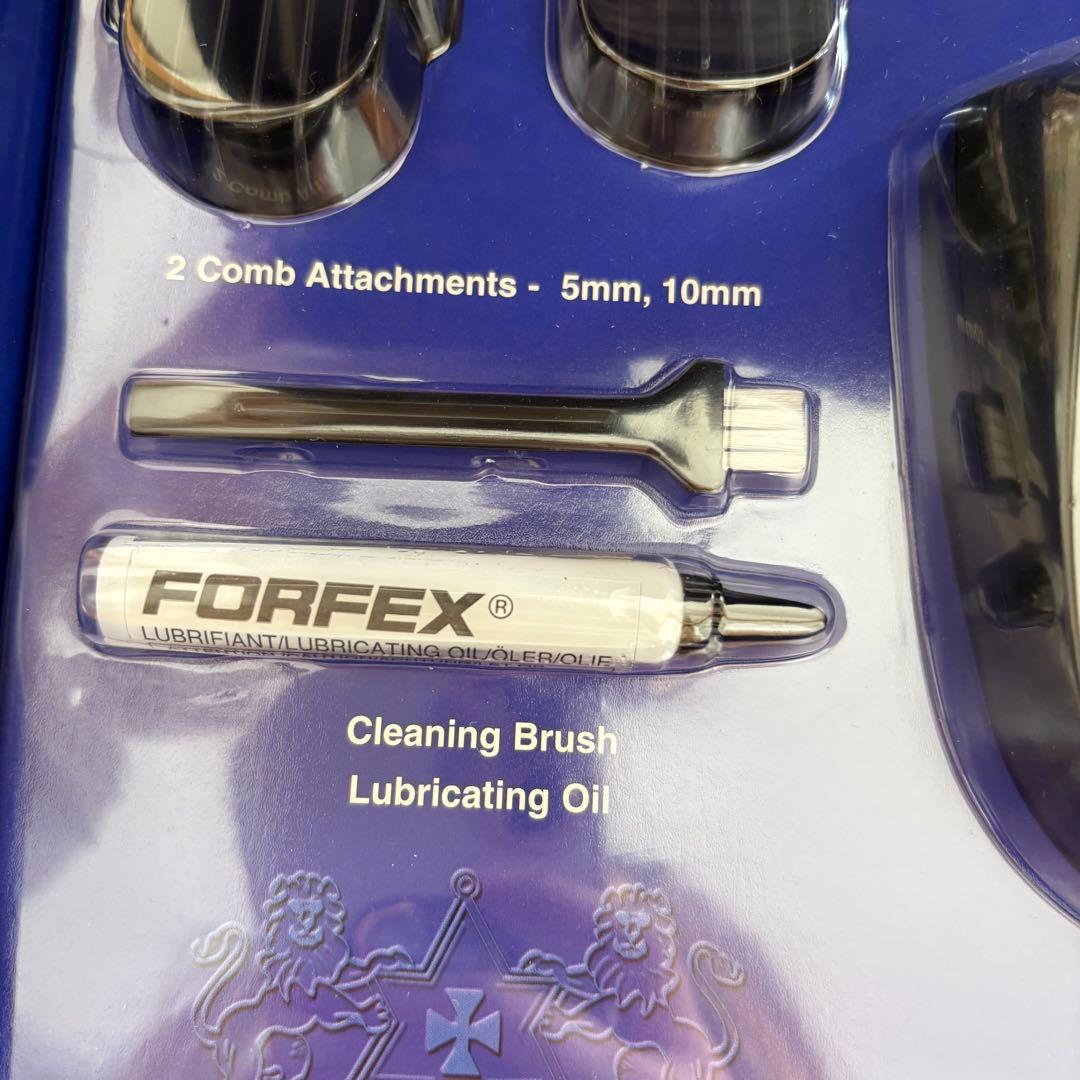 2 Comb Attachments - 5mm, 10mm
FORFEX®
LUBRIFIANT/LUBRICATING OIL/ÖLER/OLIE
Cleaning Brush
Lubricating Oil